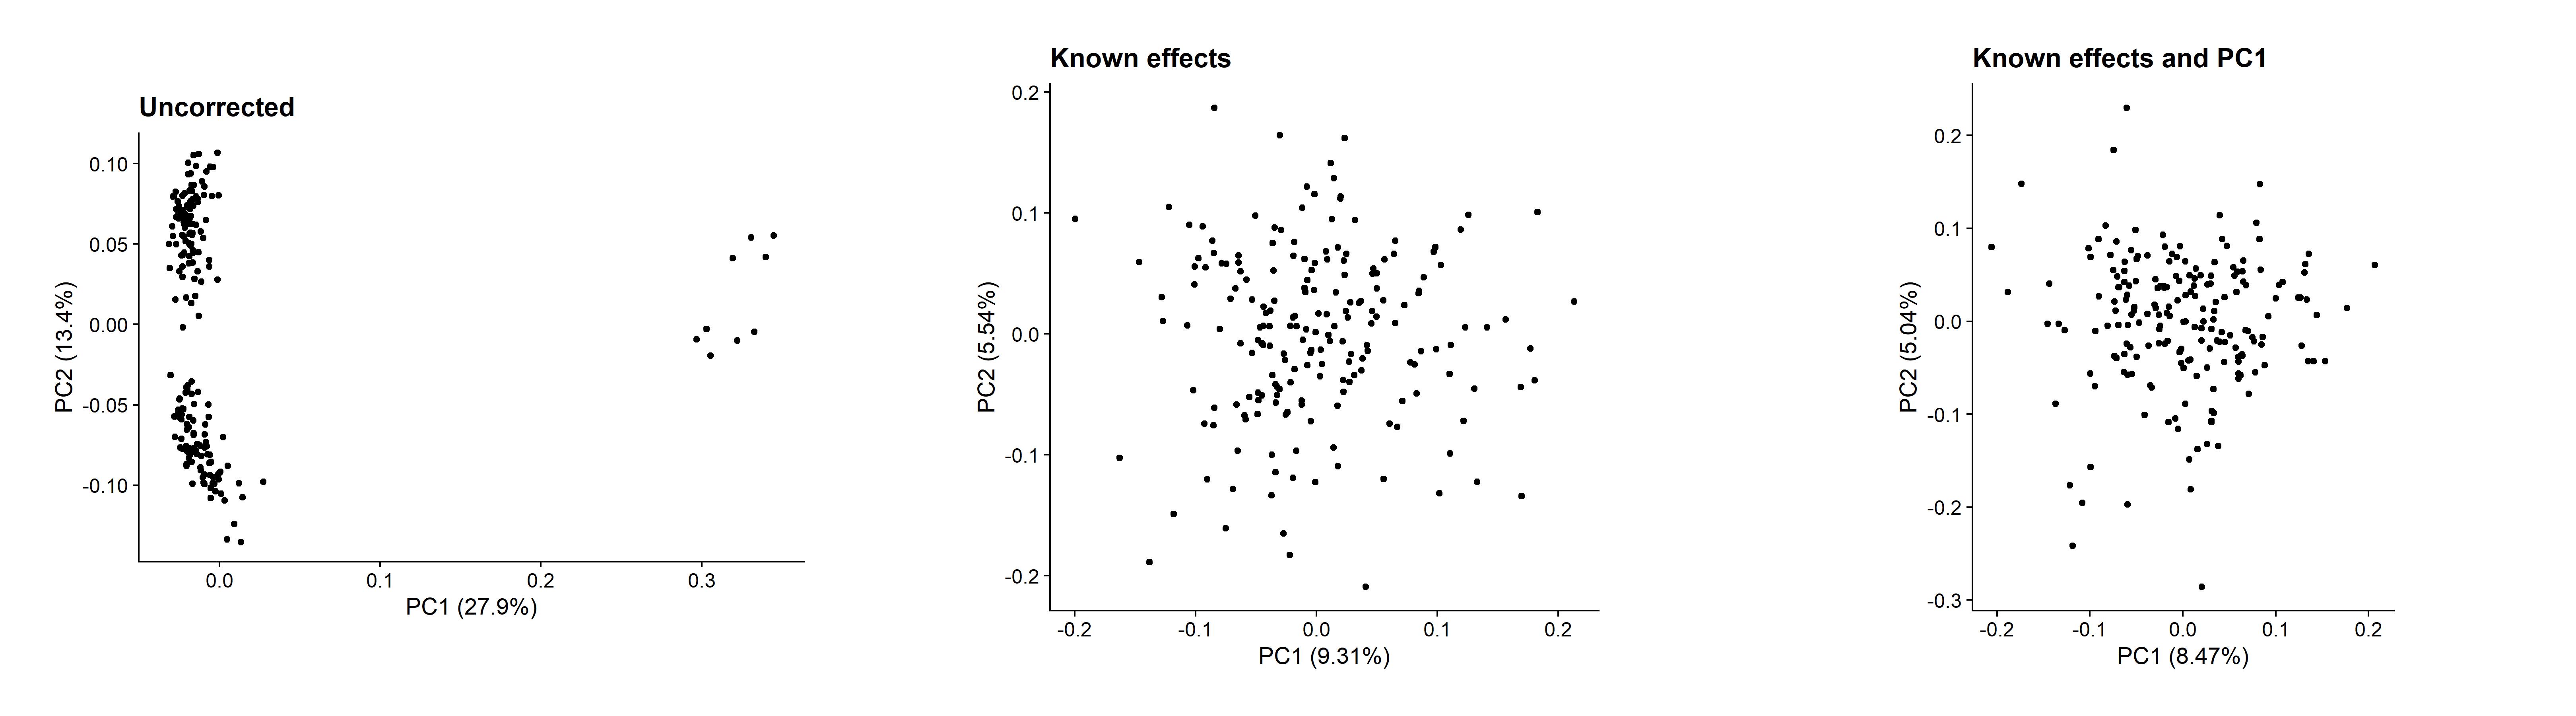 Uncorrected
0.10
0.05
0.00
-0.05
-0.10
PC2 (13.4%)
0.0 0.1 0.2 0.3
PC1 (27.9%)
Known effects
0.2
0.1
0.0
-0.1
-0.2
PC2 (5.54%)
-0.2 -0.1 0.0 0.1 0.2
PC1 (9.31%)
Known effects and PC1
0.2
0.1
0.0
-0.1
-0.2
-0.3
PC2 (5.04%)
-0.2 -0.1 0.0 0.1 0.2
PC1 (8.47%)